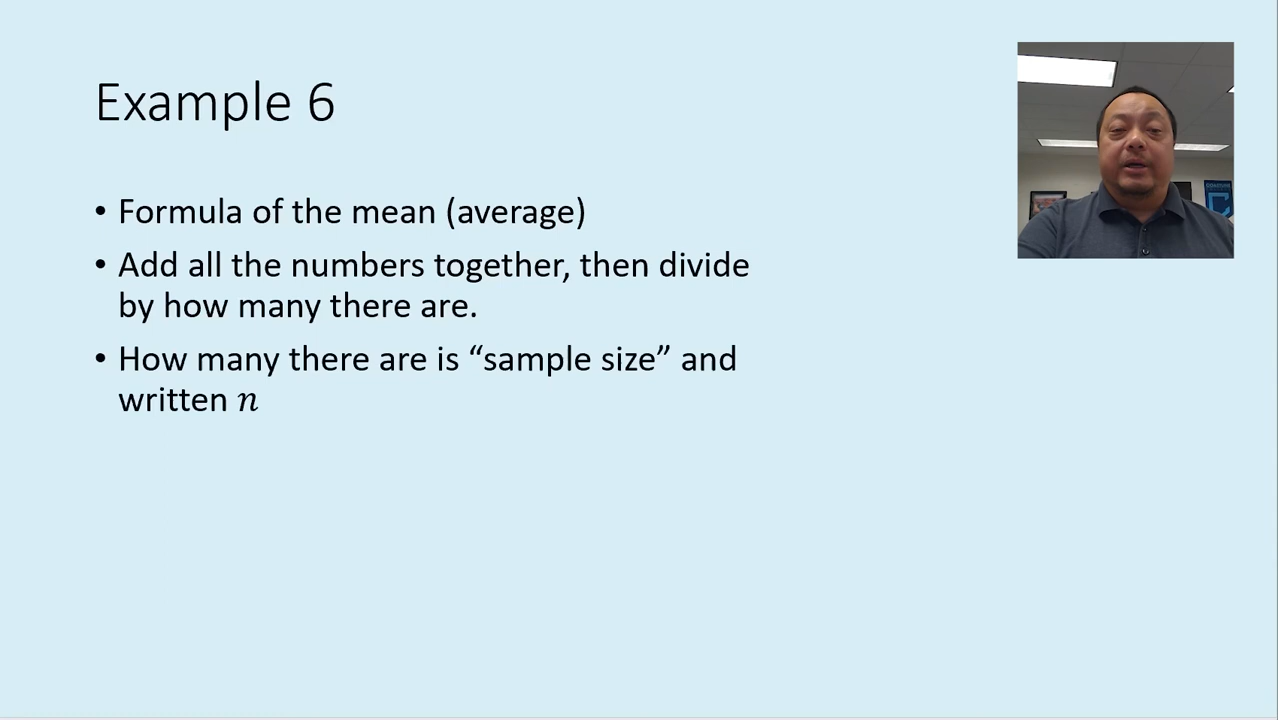 Example 6
• Formula of the mean (average)
• Add all the numbers together, then divide
by how many there are.
• How many there are is “sample size” and
written 𝑛